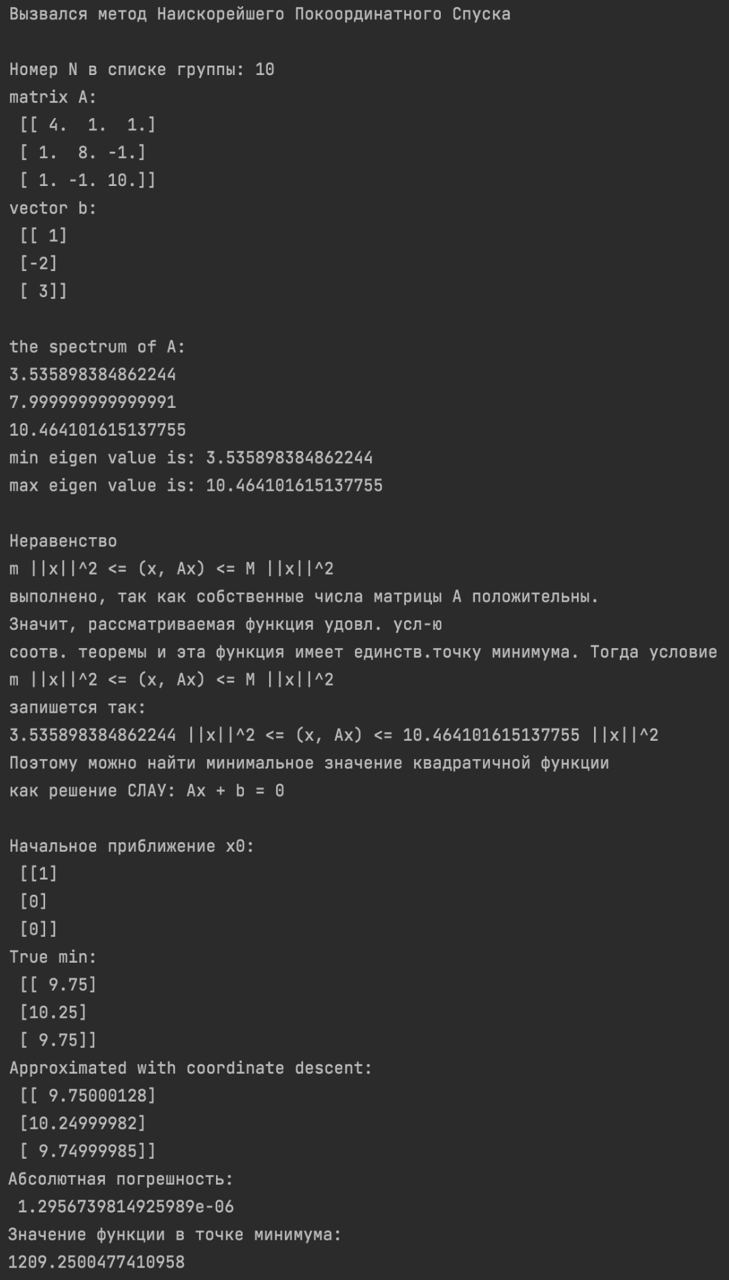 Вызвался метод Наискорейшего Покоординатного Спуска
Номер N в списке группы: 10
matrix A:
[[ 4.  1.  1.]
[ 1.  8. -1.]
[ 1. -1. 10.]]
vector b:
[[ 1]
[-2]
[ 3]]
the spectrum of A:
3.535898384862244
7.999999999999991
10.464101615137755
min eigen value is: 3.535898384862244
max eigen value is: 10.464101615137755
Неравенство
m ||x||^2 <= (x, Ax) <= M ||x||^2
выполнено, так как собственные числа матрицы A положительны.
Значит, рассматриваемая функция удовл. усл-ю
соотв. теоремы и эта функция имеет единств.точку минимума. Тогда условие
m ||x||^2 <= (x, Ax) <= M ||x||^2
запишется так:
3.535898384862244 ||x||^2 <= (x, Ax) <= 10.464101615137755 ||x||^2
Поэтому можно найти минимальное значение квадратичной функции
как решение СЛАУ: Ax + b = 0
Начальное приближение x0:
[[1]
[0]
[0]]
True min:
[[ 9.75]
[10.25]
[ 9.75]]
Approximated with coordinate descent:
[[ 9.75000128]
[10.24999982]
[ 9.74999985]]
Абсолютная погрешность:
1.2956739814925989e-06
Значение функции в точке минимума:
1209.2500477410958